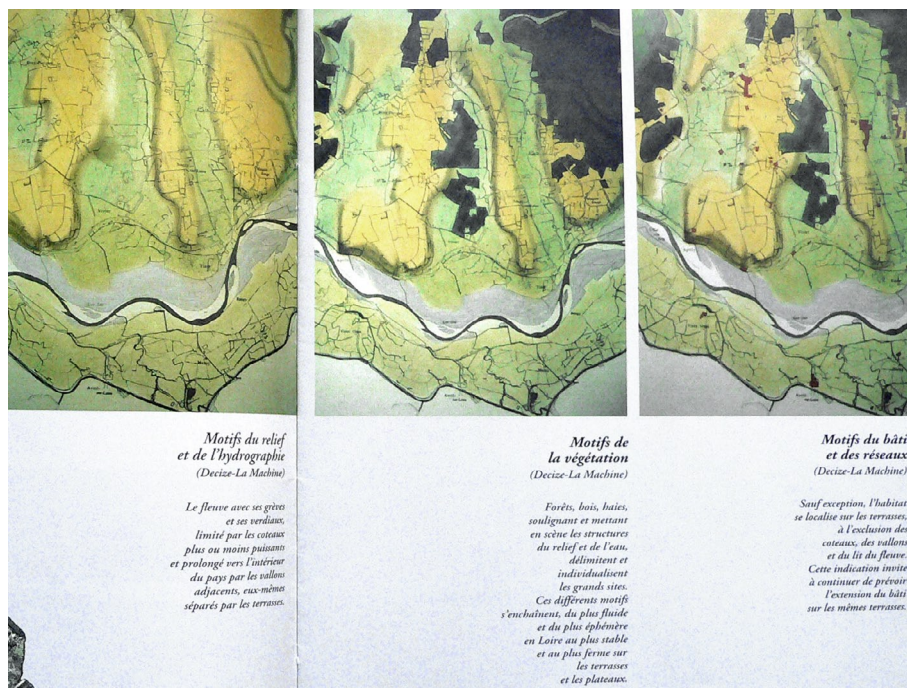 Motifs du relief
et de l'hydrographie
(Decize-La Machine)
Le fleuve avec ses grèves
et ses verdiaux,
limité par les coteaux
plus ou moins puissants
et prolongé vers l'intérieur
du pays par les vallons
adjacents, eux-mêmes
séparés par les terrasses.
Motifs de
la végétation
(Decize-La Machine)
Forêts, bois, haies,
soulignant et mettant
en scène les structures
du relief et de l'eau,
délimitent et
individualisent
les grands sites.
Ces différents motifs
s'enchaînent, du plus fluide
et du plus éphémère
en Loire au plus stable
et au plus ferme sur
les terrasses
et les plateaux.
Motifs du bâti
et des réseaux
(Decize-La Machine)
Sauf exception, l'habitat
se localise sur les terrasses,
à l'exclusion des
coteaux, des vallons
et du lit du fleuve.
Cette indication invite
à continuer de prévoir
l'extension du bâti
sur les mêmes terrasses.